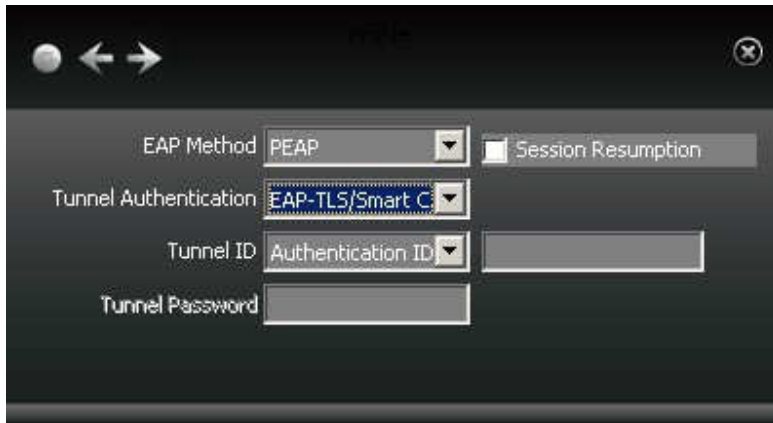 EAP Method PEAP Session Resumption
Tunnel Authentication EAP-TLS/Smart C
Tunnel ID Authentication ID
Tunnel Password